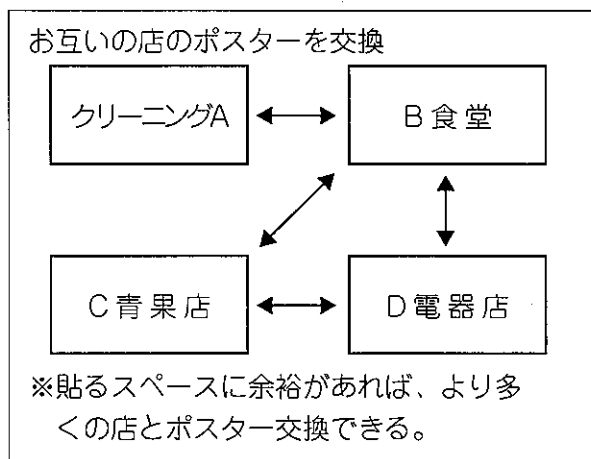 お互いの店のポスターを交換
クリーニングA
B食堂
C青果店
D電器店
※貼るスペースに余裕があれば、より多
くの店とポスター交換できる。